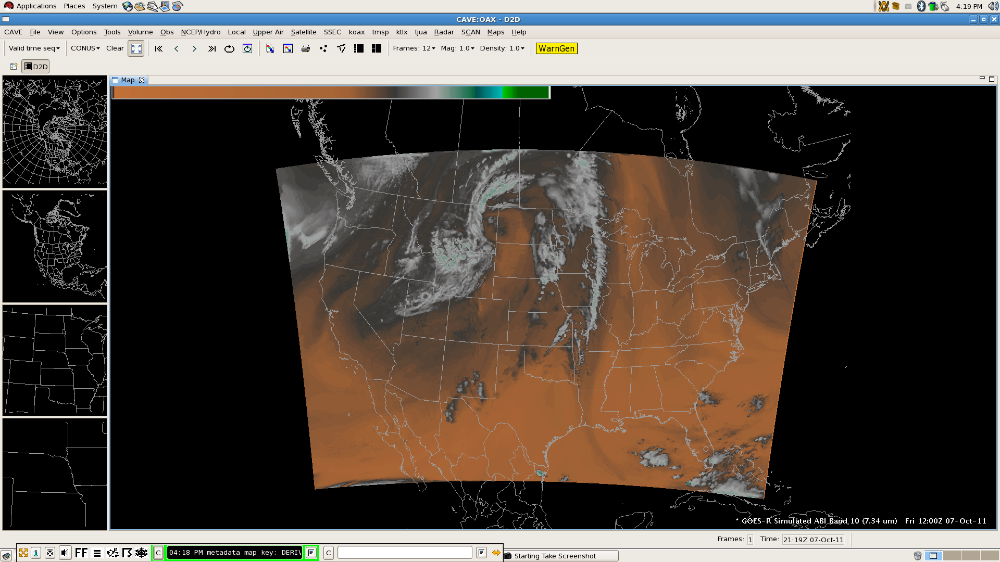 Applications Places System 4:19 PM
CAVE:OAX - D2D
CAVE File View Options Tools Volume Obs NCEP/Hydro Local Upper Air Satellite SSEC koax tmsp ktlx tjua Radar SCAN Maps Help
Valid time seq CONUS Clear Frames: 12 Mag: 1.0 Density: 1.0 WarnGen
D2D
Map
* GOES-R Simulated ABI Band 10 (7.34 um) Fri 12:00Z 07-Oct-11
Frames: 1 Time: 21:19Z 07-Oct-11
FF C 04:18 PM metadata map key: DERIV C
Starting Take Screenshot